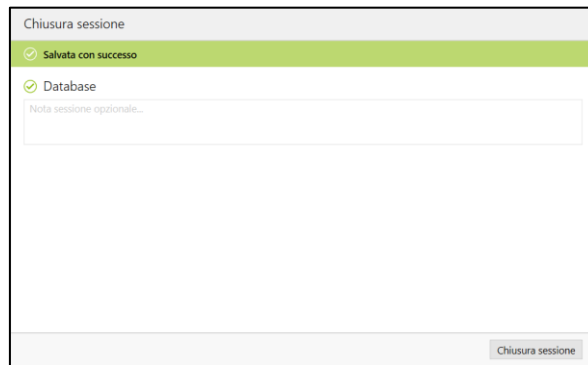 Chiusura sessione
Salvata con successo
Database
Nota sessione opzionale...
Chiusura sessione